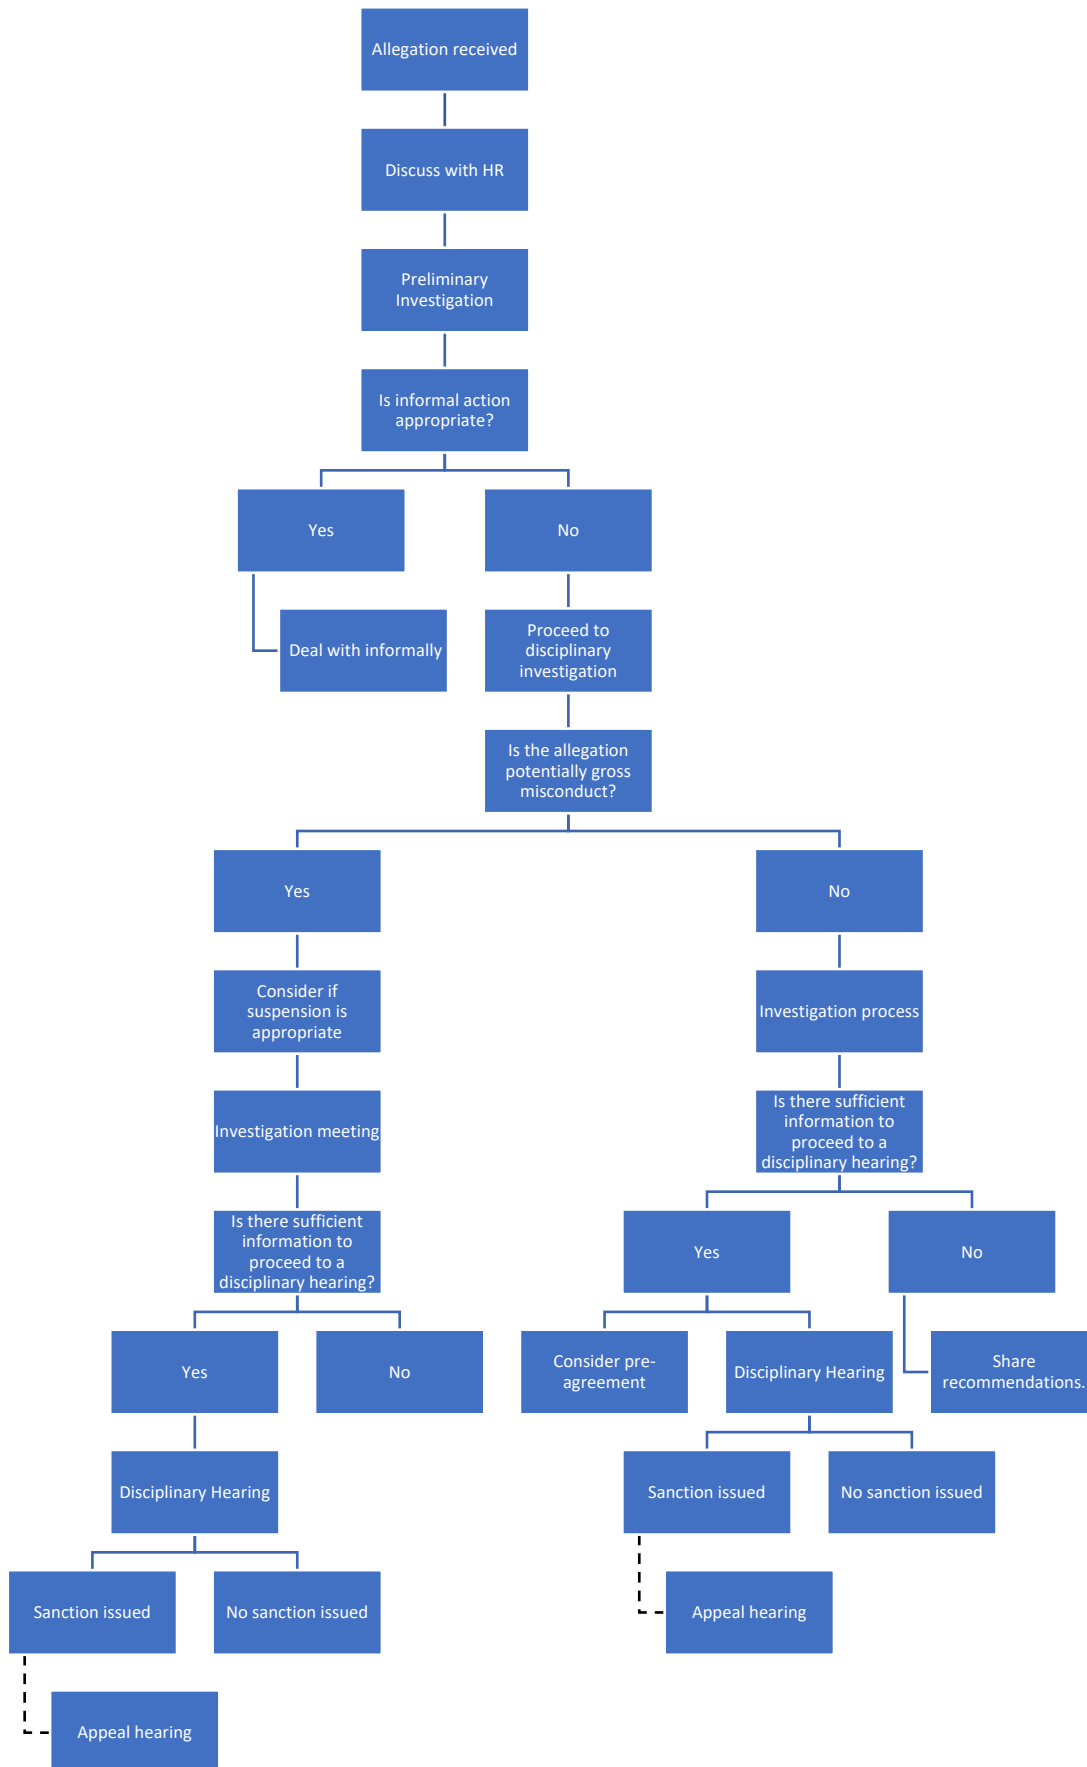 Allegation received
Discuss with HR
Preliminary
Investigation
Is informal action
appropriate?
Yes
No
Deal with informally
Proceed to
disciplinary
investigation
Is the allegation
potentially gross
misconduct?
Yes
No
Consider if
suspension is
appropriate
Investigation process
Investigation meeting
Is there sufficient
information to
proceed to a
disciplinary hearing?
Is there sufficient
information to
proceed to a
disciplinary hearing?
Yes
No
Yes
No
Consider pre-
agreement
Disciplinary Hearing
Share
recommendations.
Disciplinary Hearing
Sanction issued
No sanction issued
Sanction issued
No sanction issued
Appeal hearing
Appeal hearing